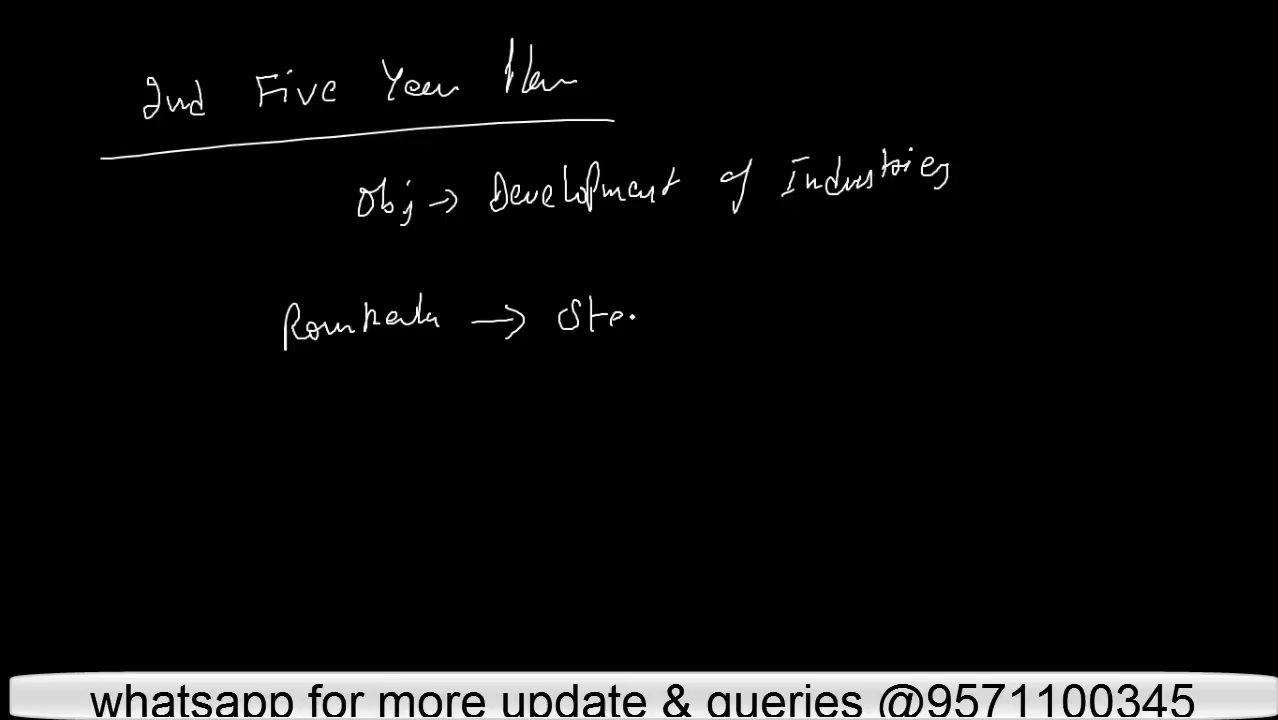 2nd Five Year Plan
Obj → Development of Industries
Rourkela → Ste.
whatsapp for more update & queries @9571100345